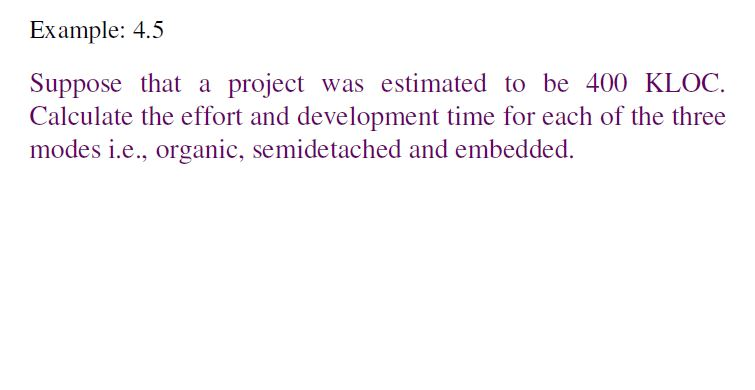 Example: 4.5
Suppose that a project was estimated to be 400 KLOC.
Calculate the effort and development time for each of the three
modes i.e., organic, semidetached and embedded.